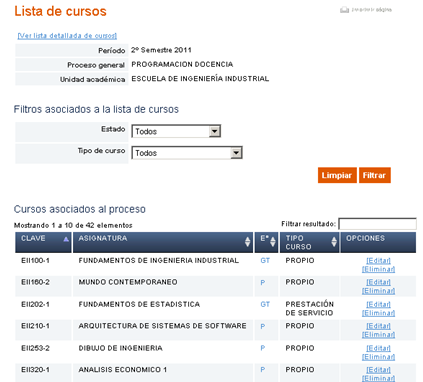 Lista de cursos
Imprimir página
[Ver lista detallada de cursos]
Período 2º Semestre 2011
Proceso general PROGRAMACION DOCENCIA
Unidad académica ESCUELA DE INGENIERÍA INDUSTRIAL
Filtros asociados a la lista de cursos
Estado Todos
Tipo de curso Todos
Limpiar Filtrar
Cursos asociados al proceso
Mostrando 1 a 10 de 42 elementos Filtrar resultado:
CLAVE ASIGNATURA E* TIPO CURSO OPCIONES
EII100-1 FUNDAMENTOS DE INGENIERIA INDUSTRIAL GT PROPIO [Editar]
[Eliminar]
EII160-2 MUNDO CONTEMPORANEO P PROPIO [Editar]
[Eliminar]
EII202-1 FUNDAMENTOS DE ESTADISTICA GT PRESTACIÓN DE SERVICIO [Editar]
[Eliminar]
EII210-1 ARQUITECTURA DE SISTEMAS DE SOFTWARE P PROPIO [Editar]
[Eliminar]
EII253-2 DIBUJO DE INGENIERIA P PROPIO [Editar]
[Eliminar]
EII320-1 ANALISIS ECONOMICO 1 P PROPIO [Editar]
[Eliminar]